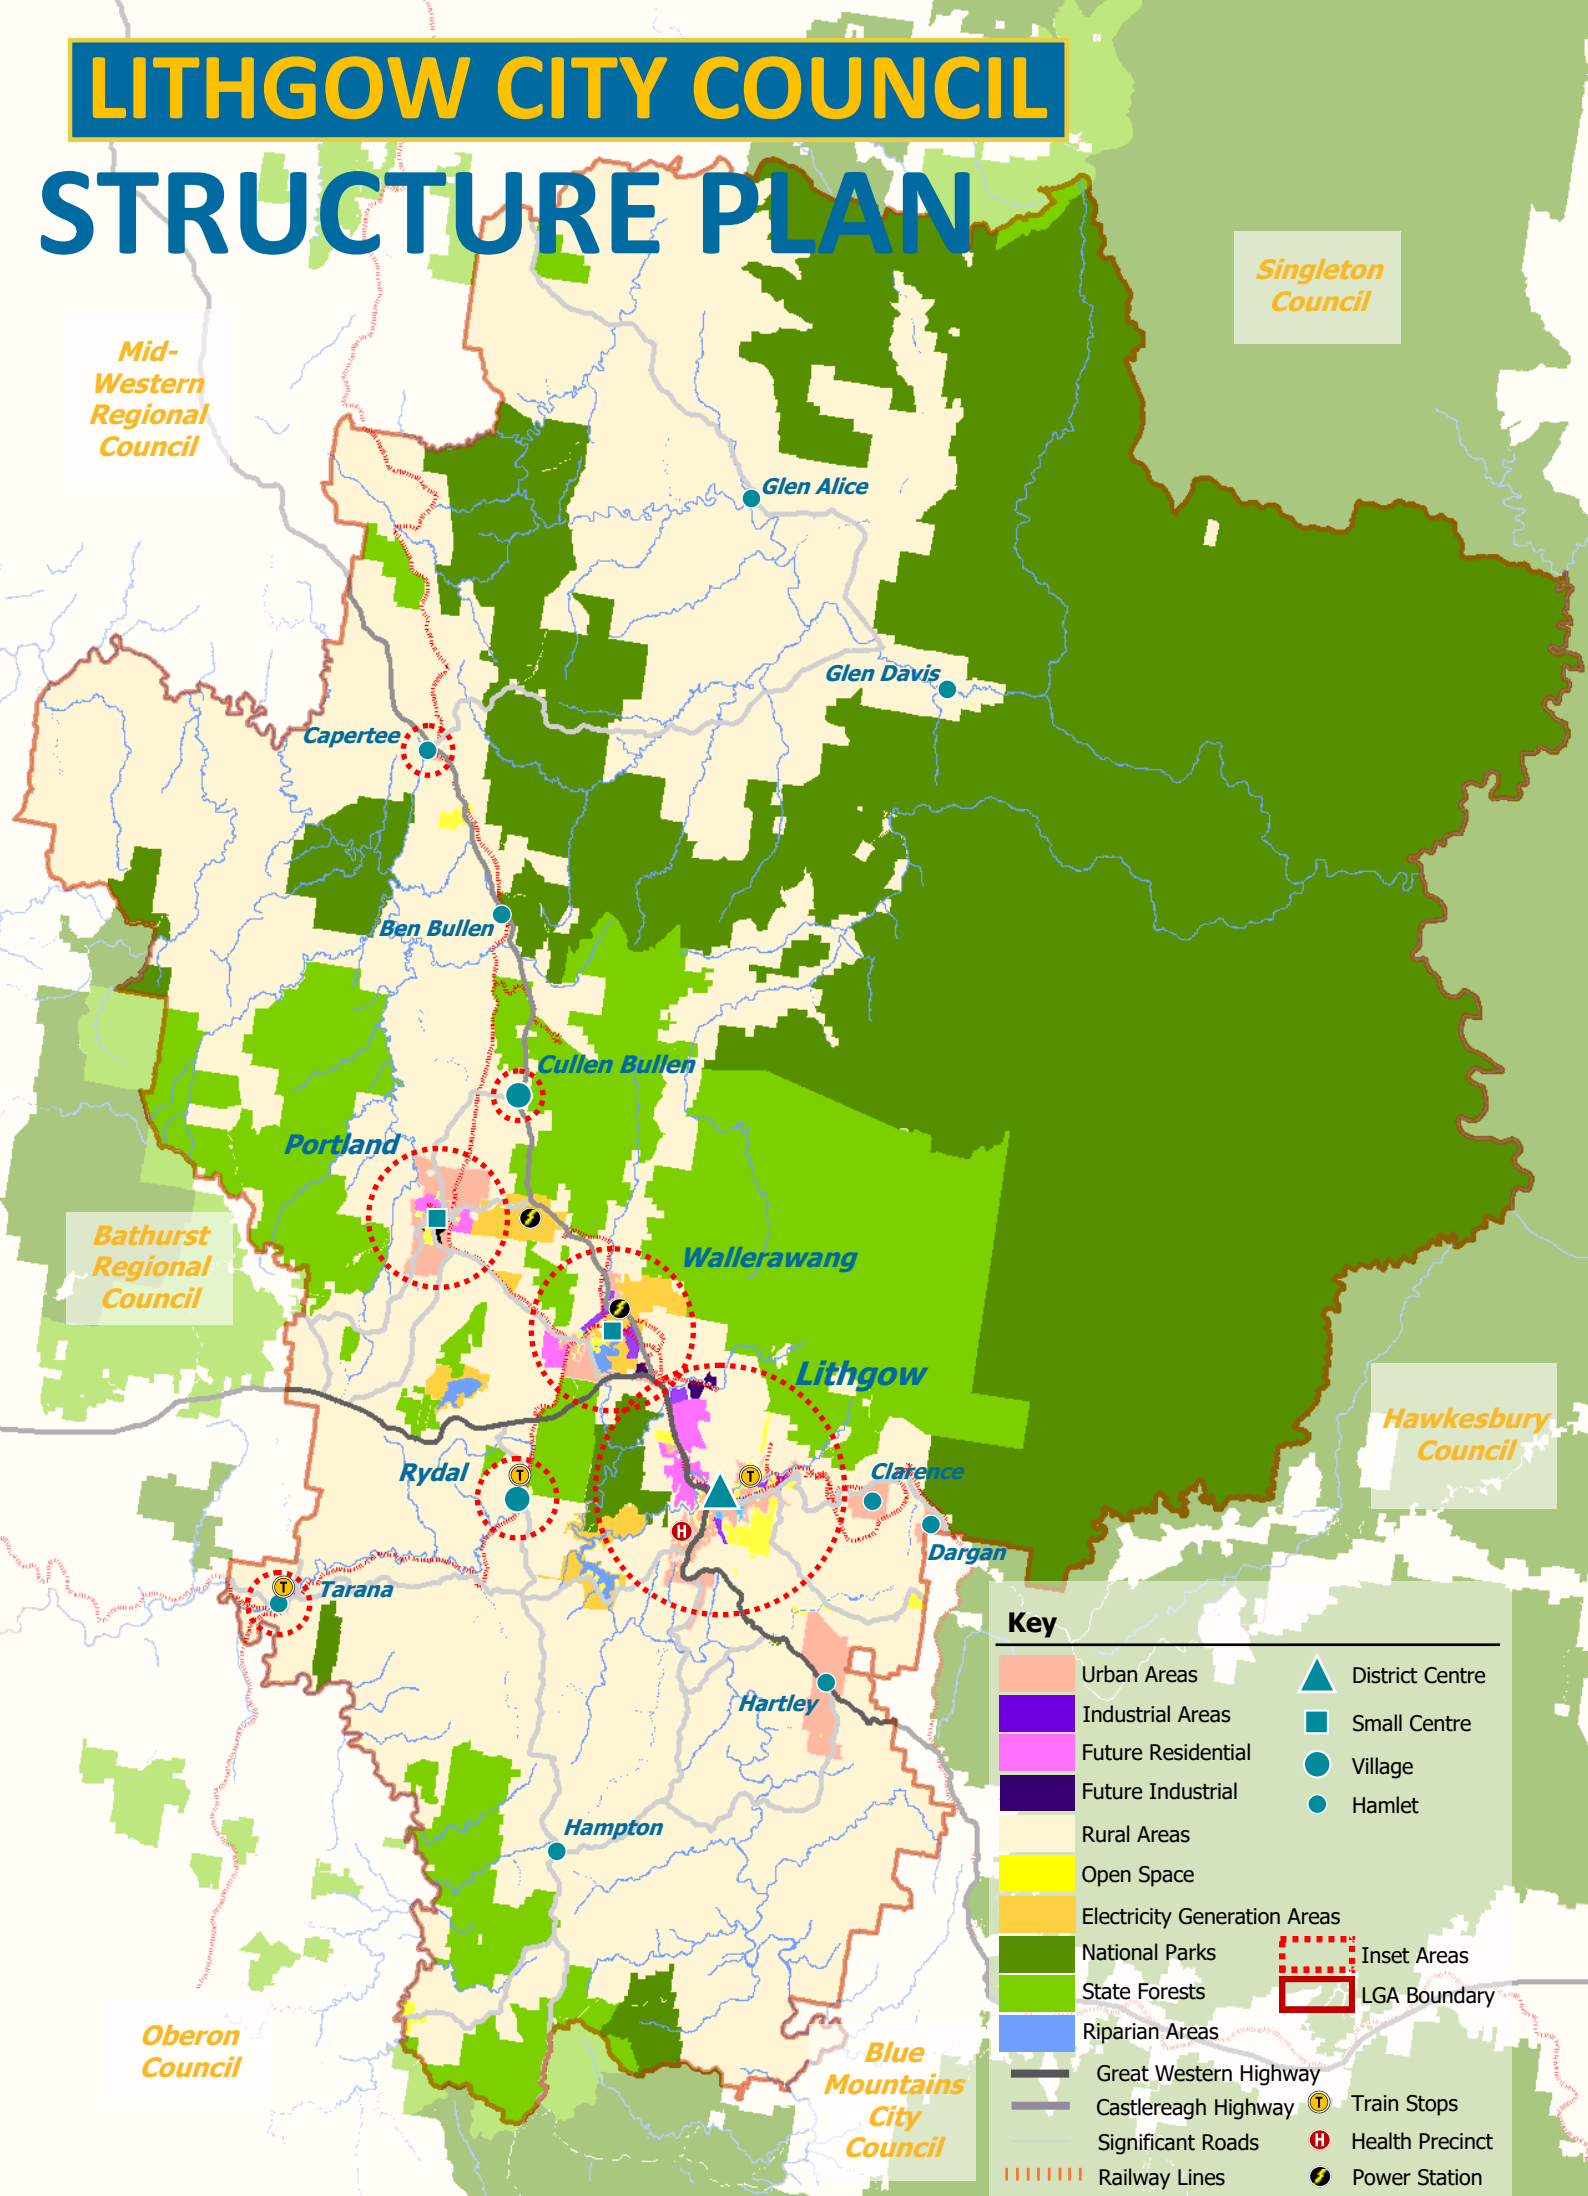 LITHGOW CITY COUNCIL
STRUCTURE PLAN
Singleton
Council
Mid-
Western
Regional
Council
Glen Alice
Glen Davis
Capertee
Ben Bullen
Cullen Bullen
Portland
Bathurst
Regional
Council
Wallerawang
Lithgow
Hawkesbury
Council
Rydal
T
T
Clarence
H
Dargan
T
Tarana
Hartley
Hampton
Oberon
Council
Blue
Mountains
City
Council
Key
Urban Areas
Industrial Areas
Future Residential
Future Industrial
Rural Areas
Open Space
Electricity Generation Areas
National Parks
State Forests
Riparian Areas
Great Western Highway
Castlereagh Highway
Significant Roads
Railway Lines
District Centre
Small Centre
Village
Hamlet
Inset Areas
LGA Boundary
T Train Stops
H Health Precinct
Power Station